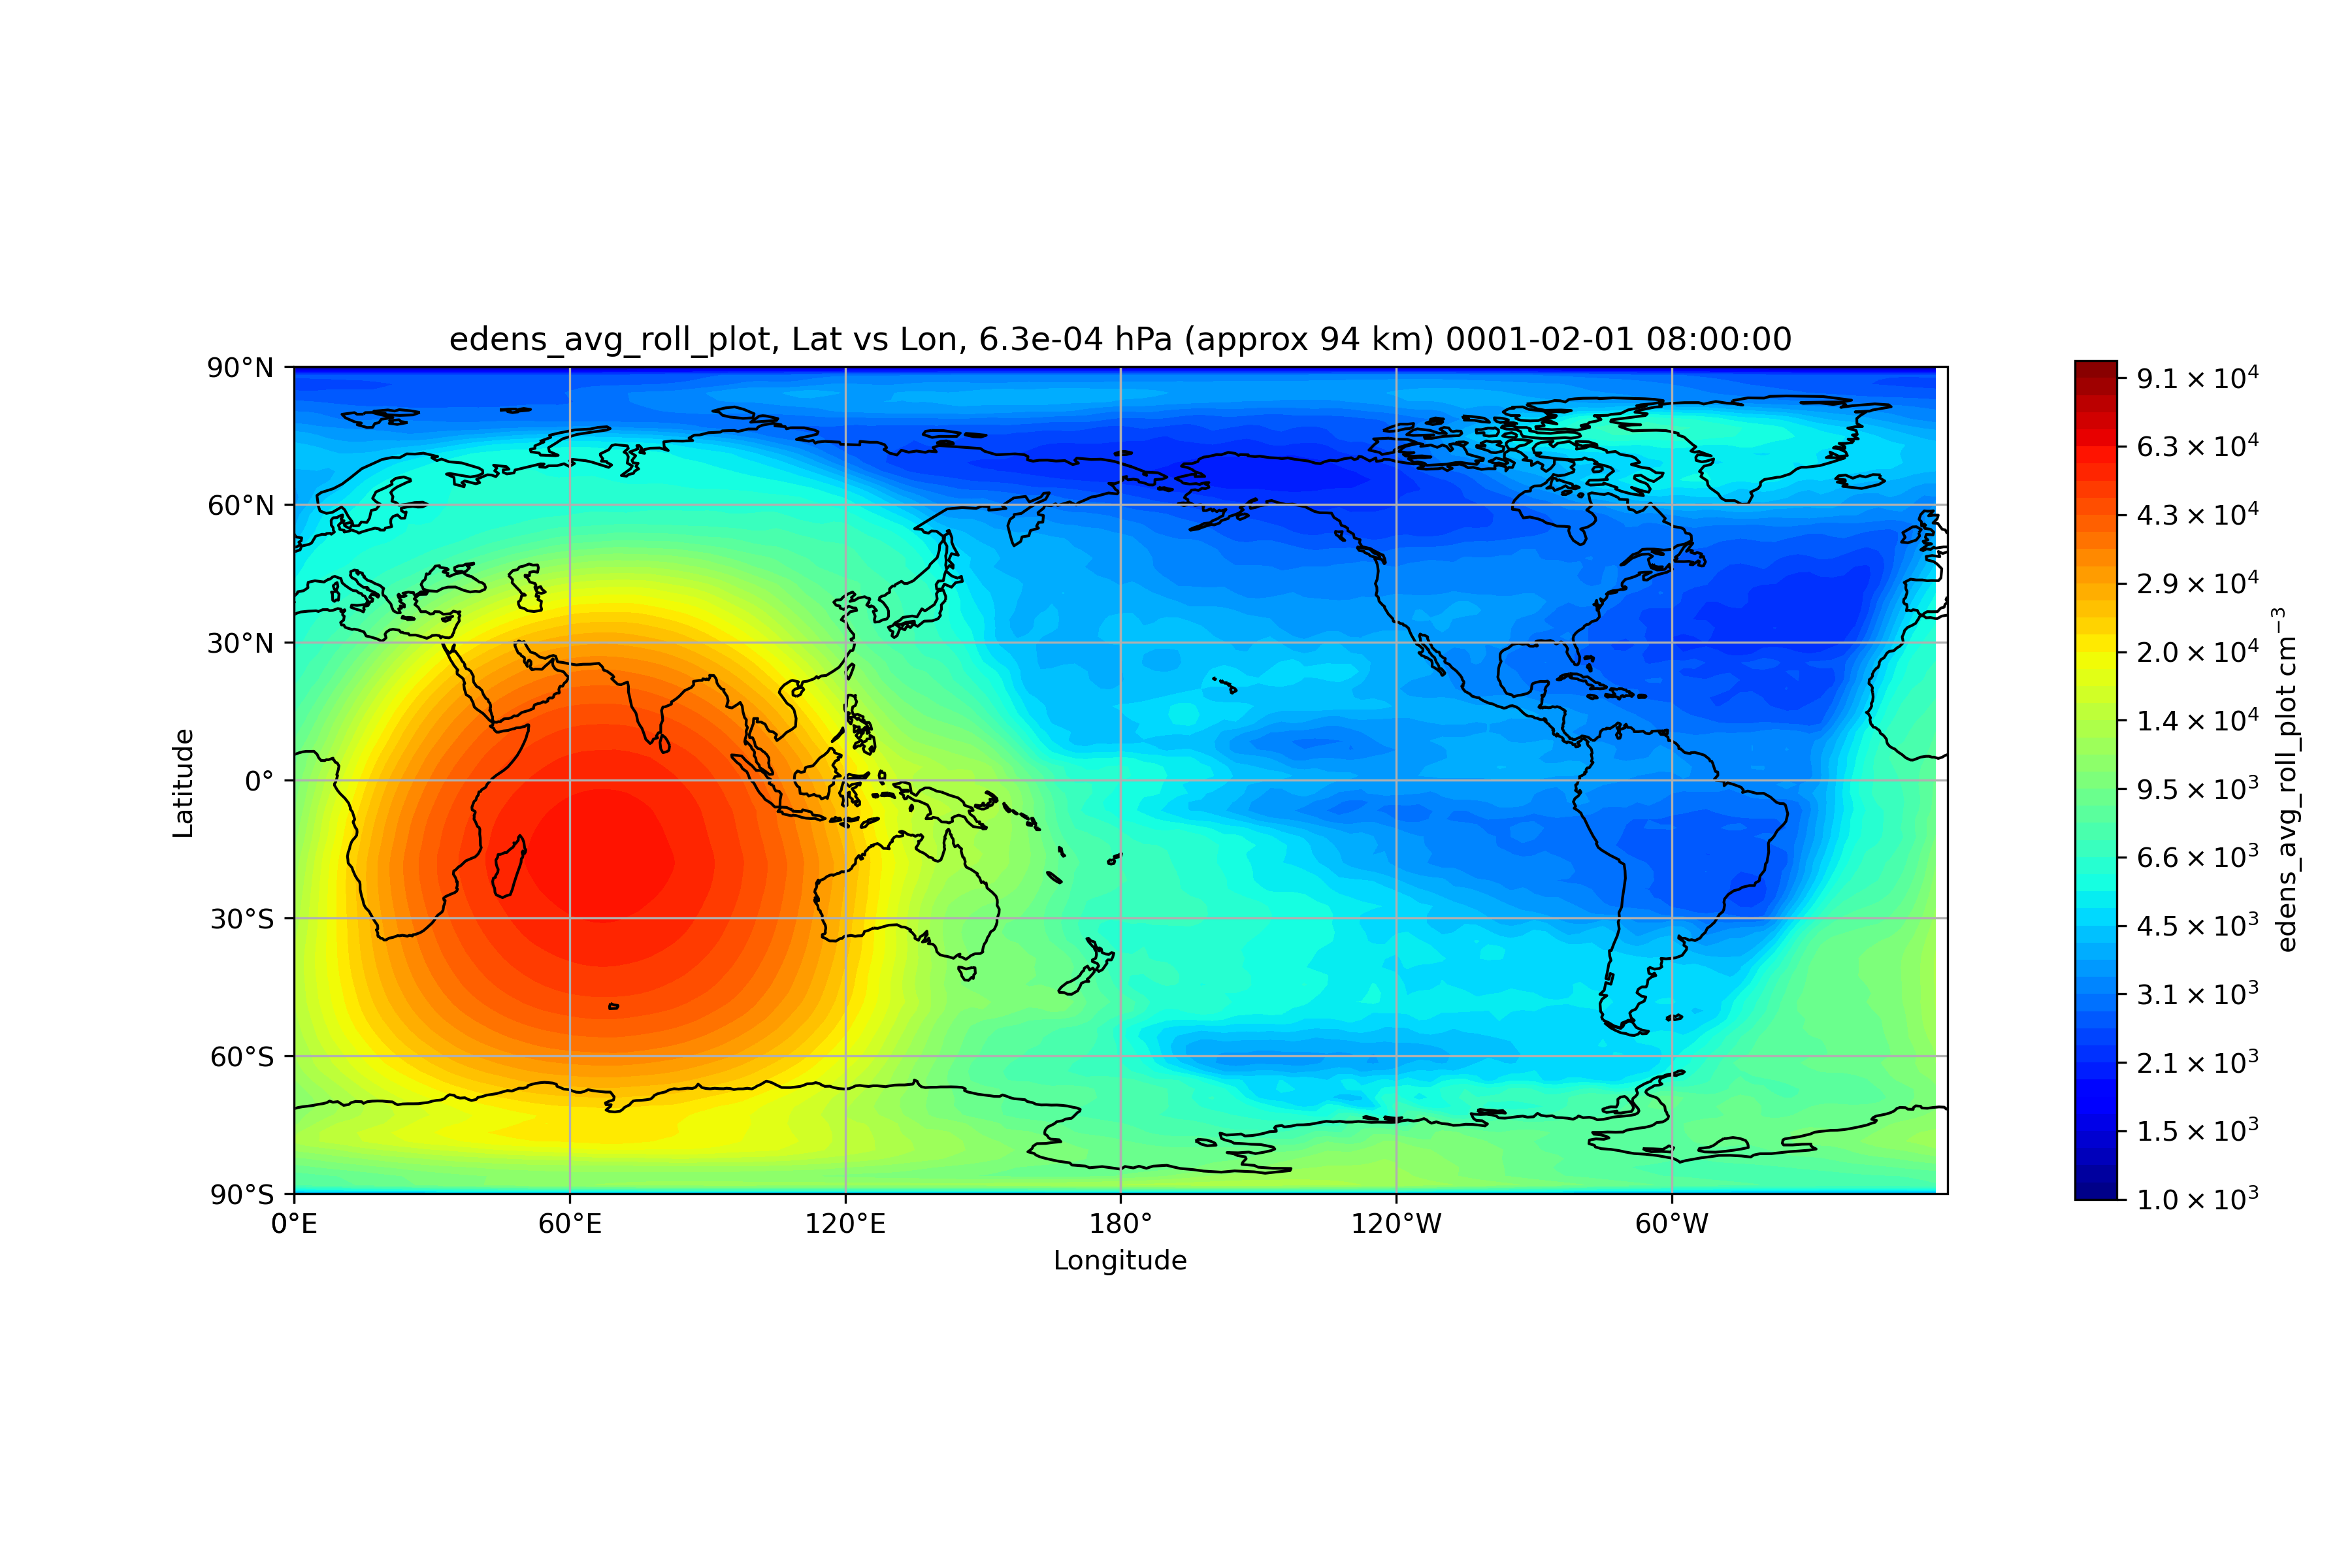 edens_avg_roll_plot, Lat vs Lon, 6.3e-04 hPa (approx 94 km) 0001-02-01 08:00:00
90°N
60°N
30°N
0°
30°S
60°S
90°S
Latitude
0°E
60°E
120°E
180°
120°W
60°W
Longitude
9.1 × 10⁴
6.3 × 10⁴
4.3 × 10⁴
2.9 × 10⁴
2.0 × 10⁴
1.4 × 10⁴
9.5 × 10³
6.6 × 10³
4.5 × 10³
3.1 × 10³
2.1 × 10³
1.5 × 10³
1.0 × 10³
edens_avg_roll_plot cm⁻³